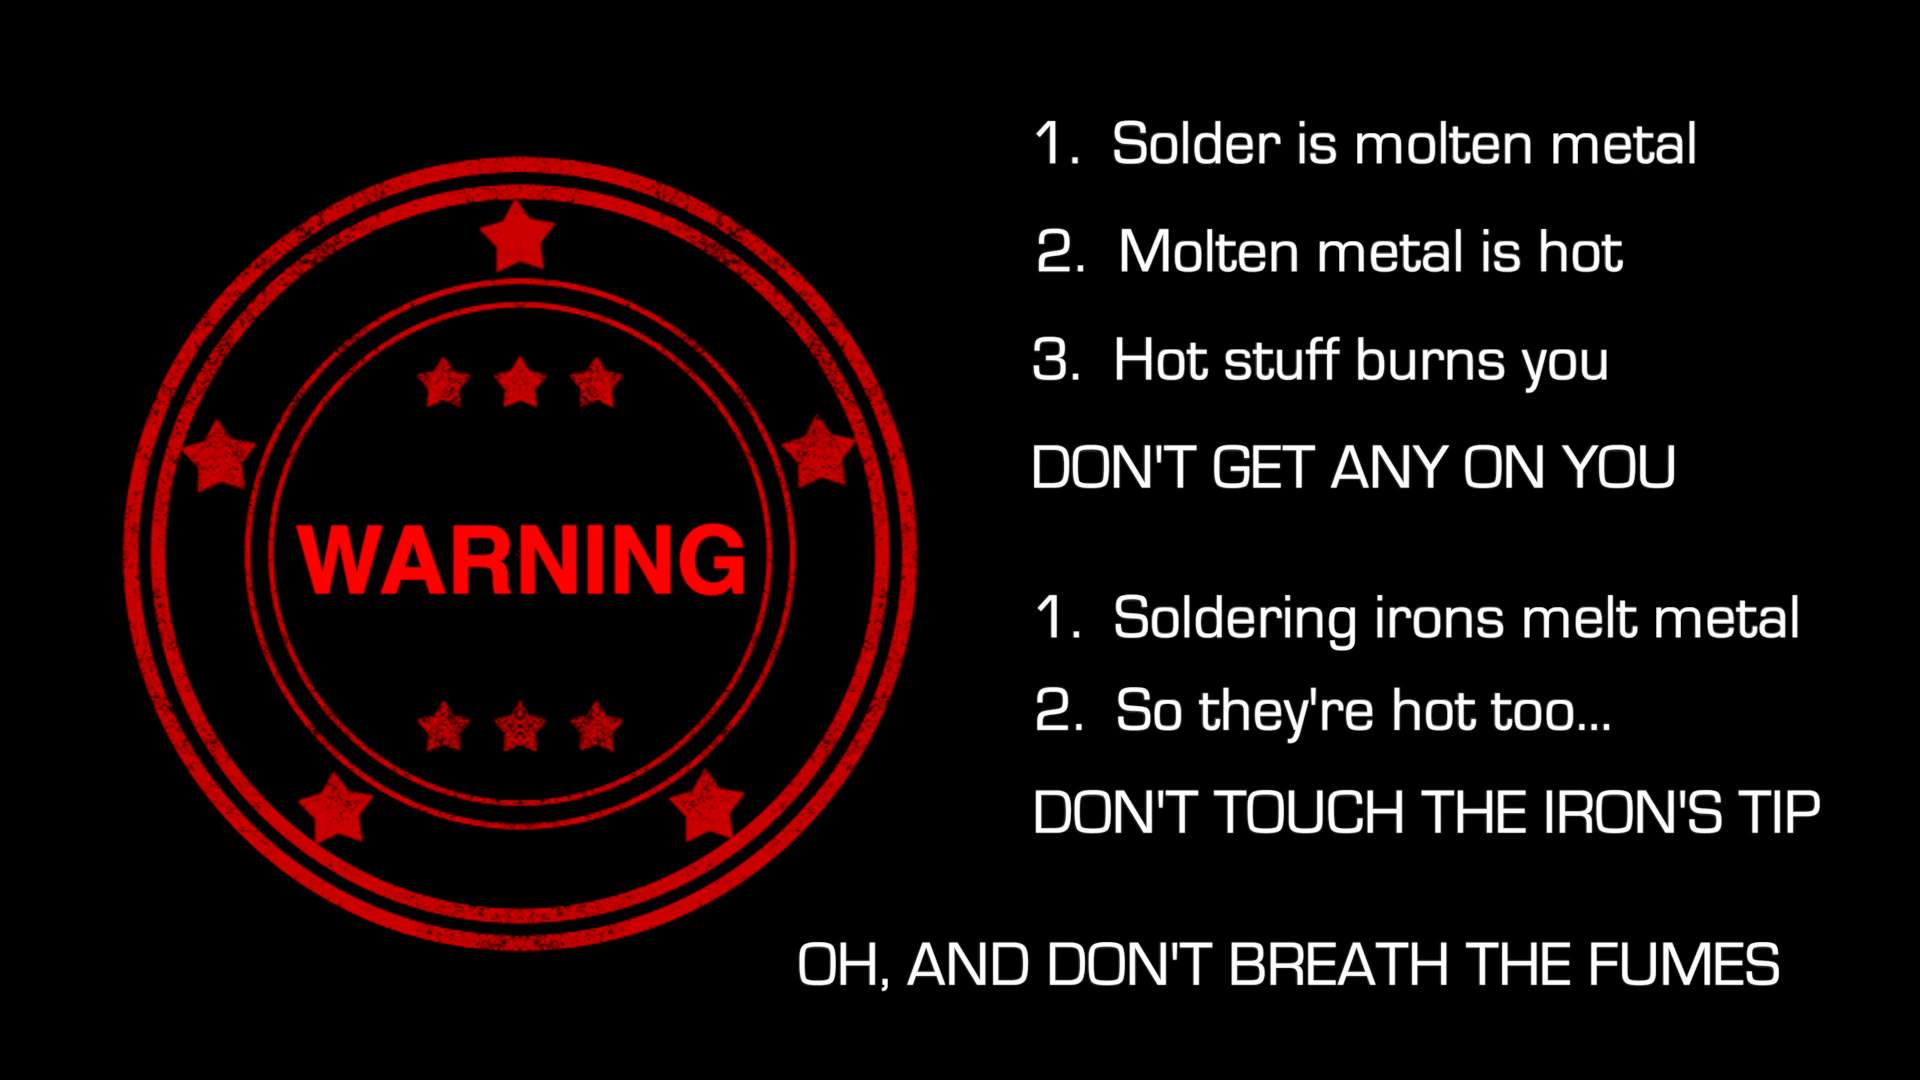 WARNING
1. Solder is molten metal
2. Molten metal is hot
3. Hot stuff burns you
DON'T GET ANY ON YOU
1. Soldering irons melt metal
2. So they're hot too...
DON'T TOUCH THE IRON'S TIP
OH, AND DON'T BREATH THE FUMES